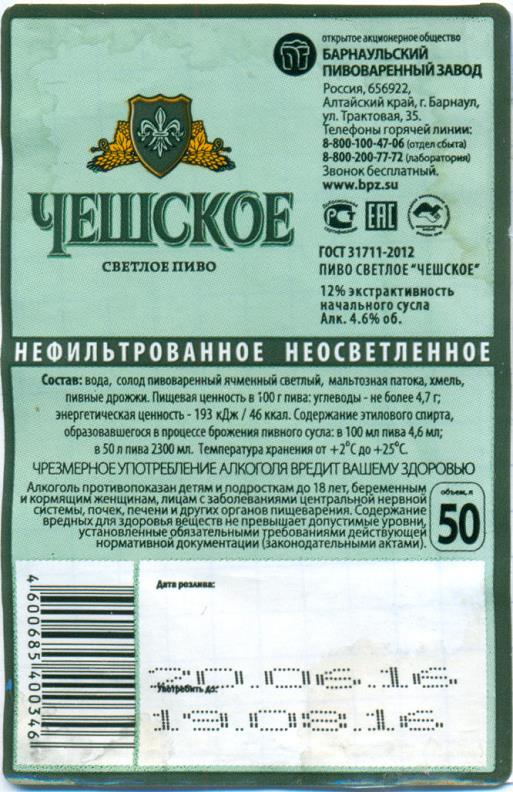 открытое акционерное общество
БАРНАУЛЬСКИЙ
ПИВОВАРЕННЫЙ ЗАВОД
Россия, 656922,
Алтайский край, г. Барнаул,
ул. Трактовая, 35.
Телефоны горячей линии:
8-800-100-47-06 (отдел сбыта)
8-800-200-77-72 (лаборатория)
Звонок бесплатный.
www.bpz.su
ЧЕШСКОЕ
СВЕТЛОЕ ПИВО
EAC
ГОСТ 31711-2012
ПИВО СВЕТЛОЕ "ЧЕШСКОЕ"
12% экстрактивность
начального сусла
Алк. 4.6% об.
НЕФИЛЬТРОВАННОЕ НЕОСВЕТЛЕННОЕ
Состав: вода, солод пивоваренный ячменный светлый, мальтозная патока, хмель,
пивные дрожжи. Пищевая ценность в 100 г пива: углеводы - не более 4,7 г;
энергетическая ценность - 193 кДж / 46 ккал. Содержание этилового спирта,
образовавшегося в процессе брожения пивного сусла: в 100 мл пива 4,6 мл;
в 50 л пива 2300 мл. Температура хранения от +2°С до +25°С.
ЧРЕЗМЕРНОЕ УПОТРЕБЛЕНИЕ АЛКОГОЛЯ ВРЕДИТ ВАШЕМУ ЗДОРОВЬЮ
Алкоголь противопоказан детям и подросткам до 18 лет, беременным
и кормящим женщинам, лицам с заболеваниями центральной нервной
системы, почек, печени и других органов пищеварения. Содержание
вредных для здоровья веществ не превышает допустимые уровни,
установленные обязательными требованиями действующей
нормативной документации (законодательными актами).
объем, л
50
Дата розлива:
20.06.16.
Употребить до:
19.08.16.
4600685400346